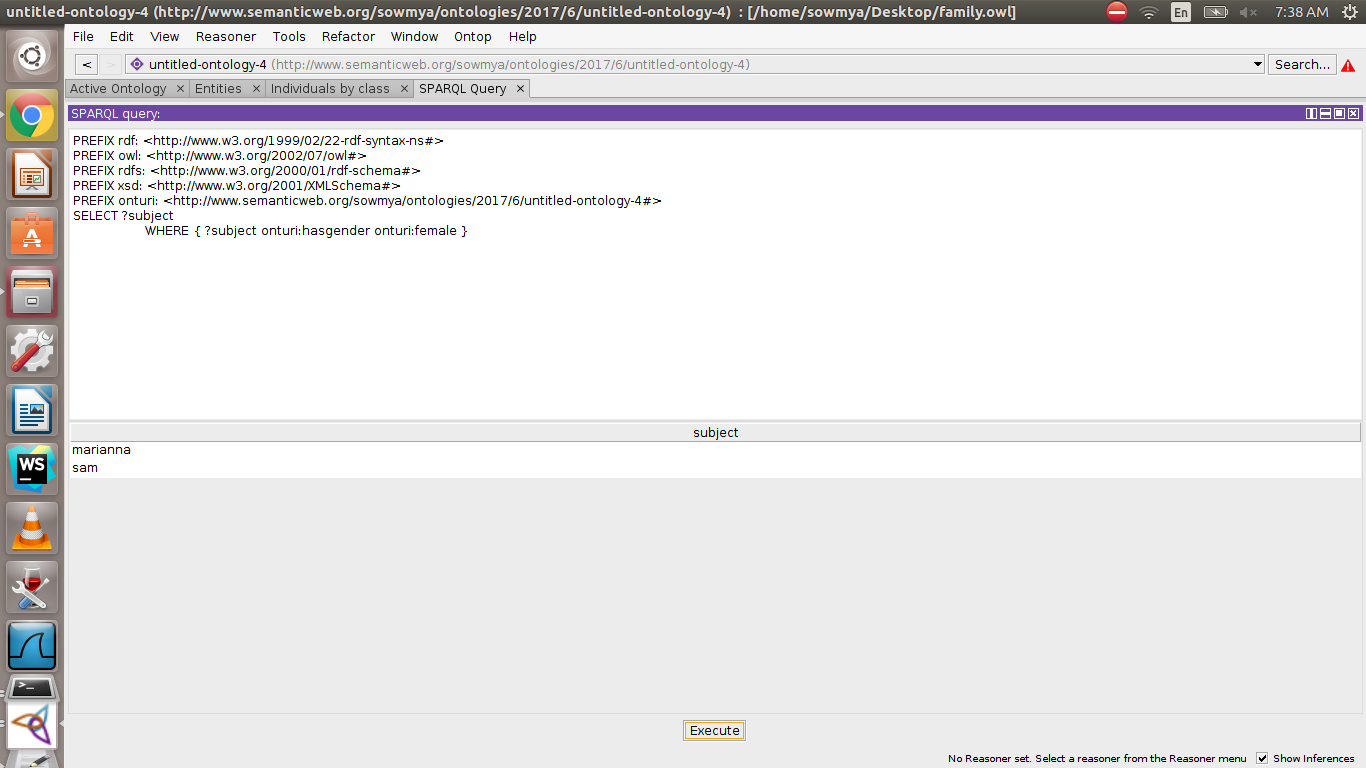 untitled-ontology-4 (http://www.semanticweb.org/sowmya/ontologies/2017/6/untitled-ontology-4) : [/home/sowmya/Desktop/family.owl]
En
7:38 AM
File Edit View Reasoner Tools Refactor Window Ontop Help
< > untitled-ontology-4 (http://www.semanticweb.org/sowmya/ontologies/2017/6/untitled-ontology-4) Search...
Active Ontology × Entities × Individuals by class × SPARQL Query ×
SPARQL query:
PREFIX rdf: <http://www.w3.org/1999/02/22-rdf-syntax-ns#>
PREFIX owl: <http://www.w3.org/2002/07/owl#>
PREFIX rdfs: <http://www.w3.org/2000/01/rdf-schema#>
PREFIX xsd: <http://www.w3.org/2001/XMLSchema#>
PREFIX onturi: <http://www.semanticweb.org/sowmya/ontologies/2017/6/untitled-ontology-4#>
SELECT ?subject
WHERE { ?subject onturi:hasgender onturi:female }
subject
marianna
sam
WS
Execute
No Reasoner set. Select a reasoner from the Reasoner menu Show Inferences